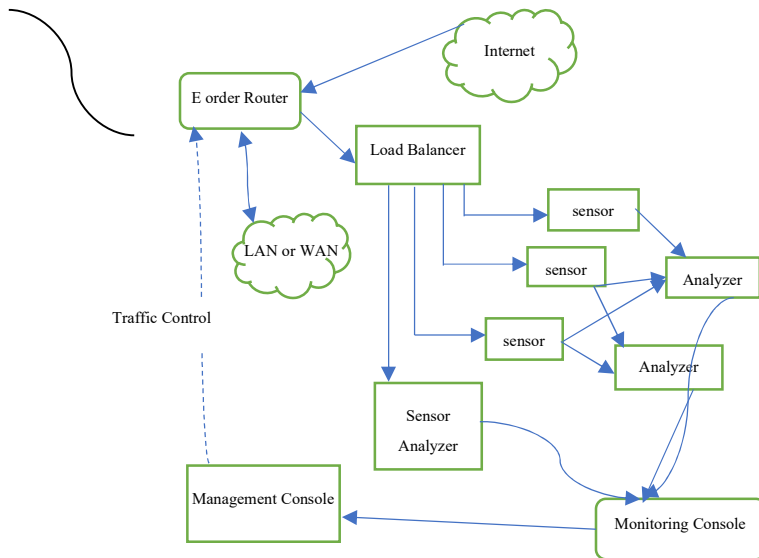 Internet
E order Router
Load Balancer
sensor
LAN or WAN
sensor
Analyzer
Traffic Control
sensor
Analyzer
Sensor
Analyzer
Management Console
Monitoring Console